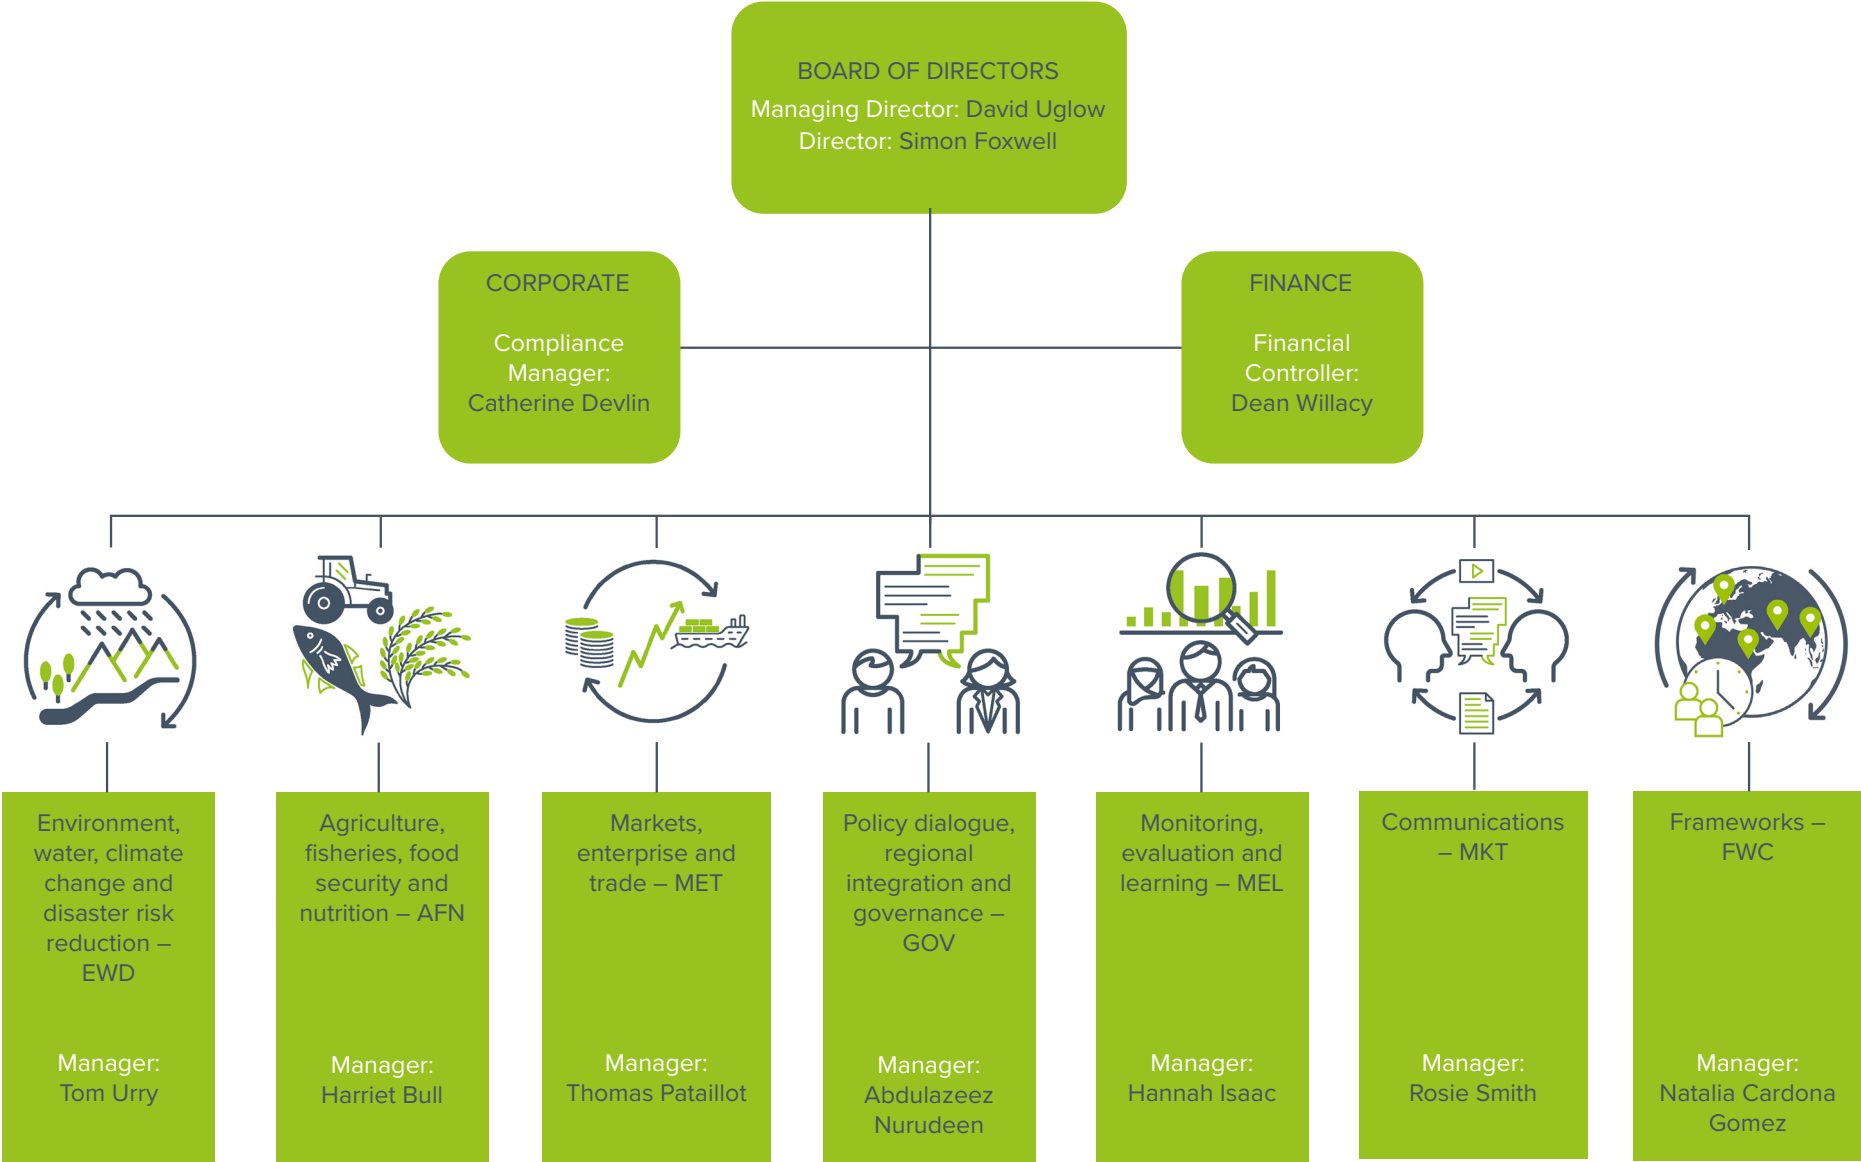 BOARD OF DIRECTORS
Managing Director: David Uglow
Director: Simon Foxwell
CORPORATE
Compliance
Manager:
Catherine Devlin
FINANCE
Financial
Controller:
Dean Willacy
Environment,
water, climate
change and
disaster risk
reduction –
EWD
Manager:
Tom Urry
Agriculture,
fisheries, food
security and
nutrition – AFN
Manager:
Harriet Bull
Markets,
enterprise and
trade – MET
Manager:
Thomas Pataillot
Policy dialogue,
regional
integration and
governance –
GOV
Manager:
Abdulazeez
Nurudeen
Monitoring,
evaluation and
learning – MEL
Manager:
Hannah Isaac
Communications
– MKT
Manager:
Rosie Smith
Frameworks –
FWC
Manager:
Natalia Cardona
Gomez